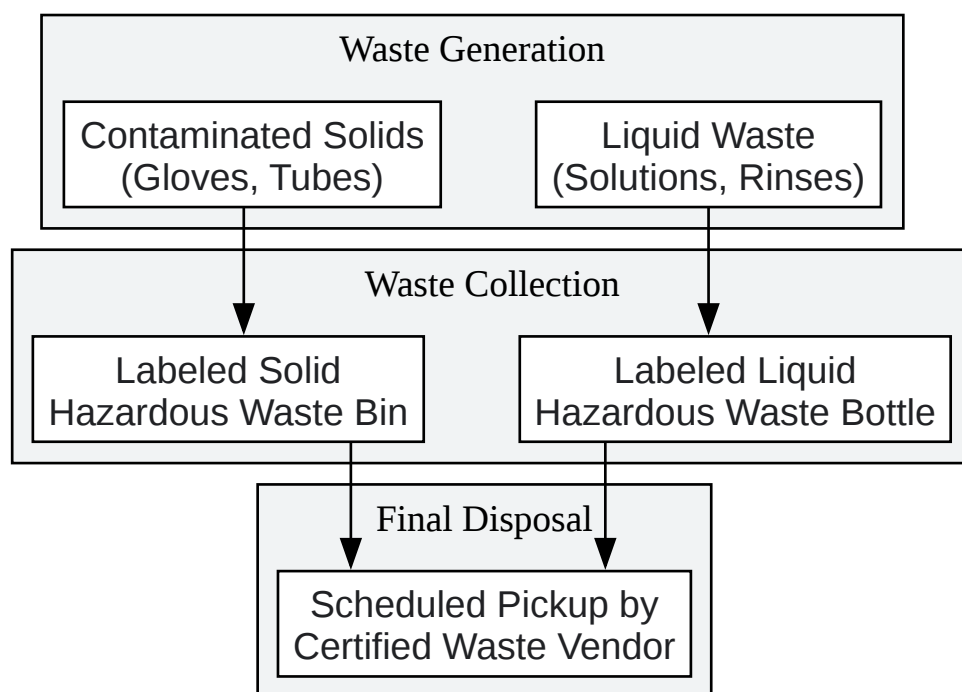 Waste Generation
Contaminated Solids
(Gloves, Tubes)
Liquid Waste
(Solutions, Rinses)
Waste Collection
Labeled Solid
Hazardous Waste Bin
Labeled Liquid
Hazardous Waste Bottle
Final Disposal
Scheduled Pickup by
Certified Waste Vendor